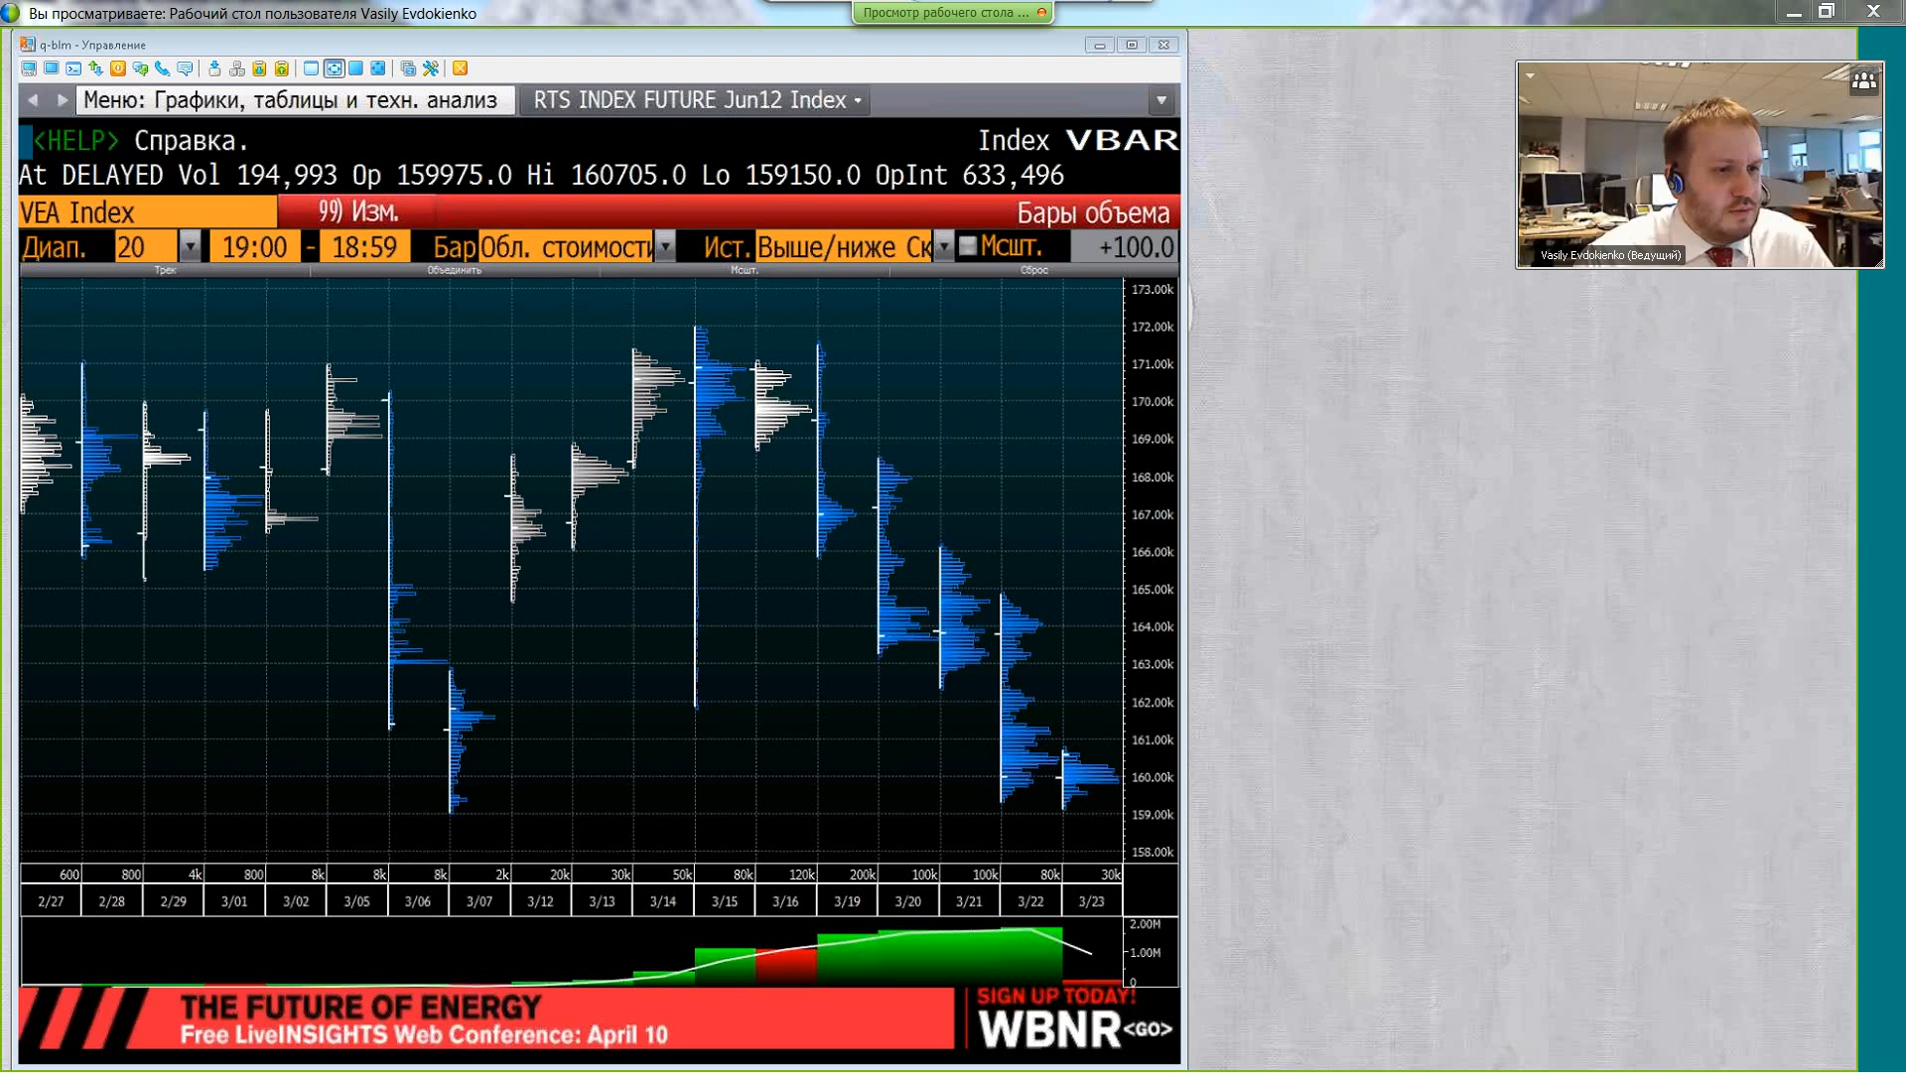 Вы просматриваете: Рабочий стол пользователя Vasily Evdokienko
Просмотр рабочего стола ...
q-blm - Управление
Меню: Графики, таблицы и техн. анализ
RTS INDEX FUTURE Jun12 Index
<HELP> Справка.
Index VBAR
At DELAYED Vol 194,993 Op 159975.0 Hi 160705.0 Lo 159150.0 OpInt 633,496
VEA Index 99) Изм. Бары объема
Диап. 20 19:00 - 18:59 Бар Обл. стоимости Ист. Выше/ниже Ск Мсшт. +100.0
Трек Объединить Мсшт. Сброс
Vasily Evdokienko (Ведущий)
173.00k
172.00k
171.00k
170.00k
169.00k
168.00k
167.00k
166.00k
165.00k
164.00k
163.00k
162.00k
161.00k
160.00k
159.00k
158.00k
600 800 4k 800 8k 8k 8k 2k 20k 30k 50k 80k 120k 200k 100k 100k 80k 30k
2/27 2/28 2/29 3/01 3/02 3/05 3/06 3/07 3/12 3/13 3/14 3/15 3/16 3/19 3/20 3/21 3/22 3/23
2.00M
1.00M
0
THE FUTURE OF ENERGY
Free LiveINSIGHTS Web Conference: April 10
SIGN UP TODAY!
WBNR<GO>